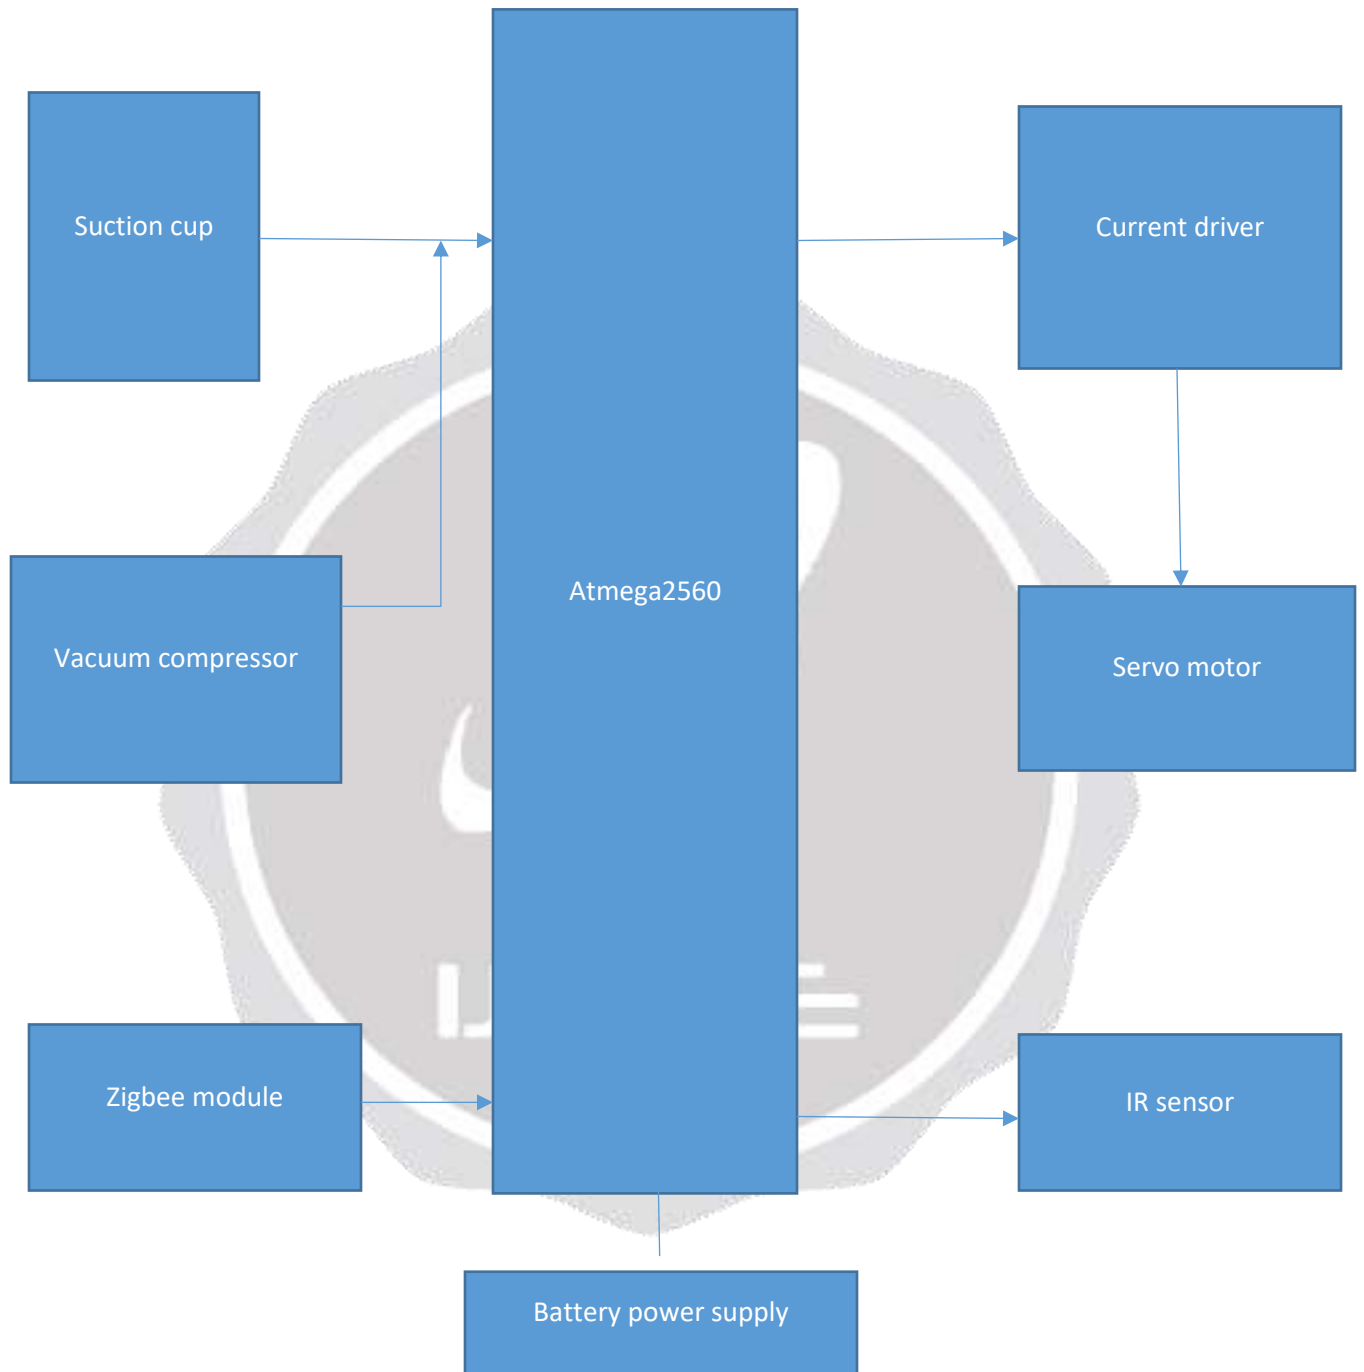 Suction cup
Current driver
Atmega2560
Vacuum compressor
Servo motor
Zigbee module
IR sensor
Battery power supply